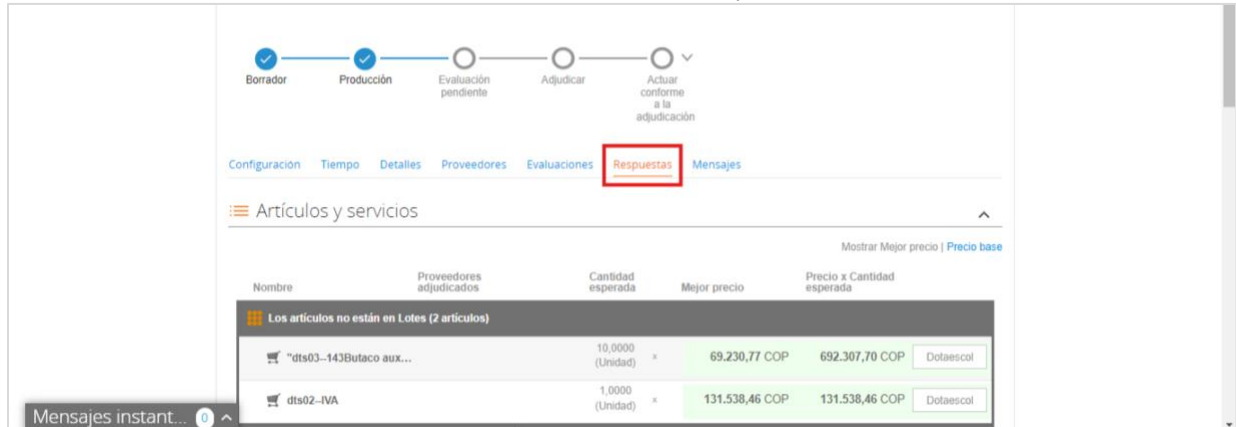 Borrador Producción Evaluación pendiente Adjudicar Actuar conforme a la adjudicación
Configuración Tiempo Detalles Proveedores Evaluaciones Respuestas Mensajes
Artículos y servicios
Mostrar Mejor precio | Precio base
Nombre Proveedores adjudicados Cantidad esperada Mejor precio Precio x Cantidad esperada
Los artículos no están en Lotes (2 artículos)
"dts03--143Butaco aux... 10,0000 (Unidad) x 69.230,77 COP 692.307,70 COP Dotaescol
dts02--IVA 1,0000 (Unidad) x 131.538,46 COP 131.538,46 COP Dotaescol
Mensajes instant... 0